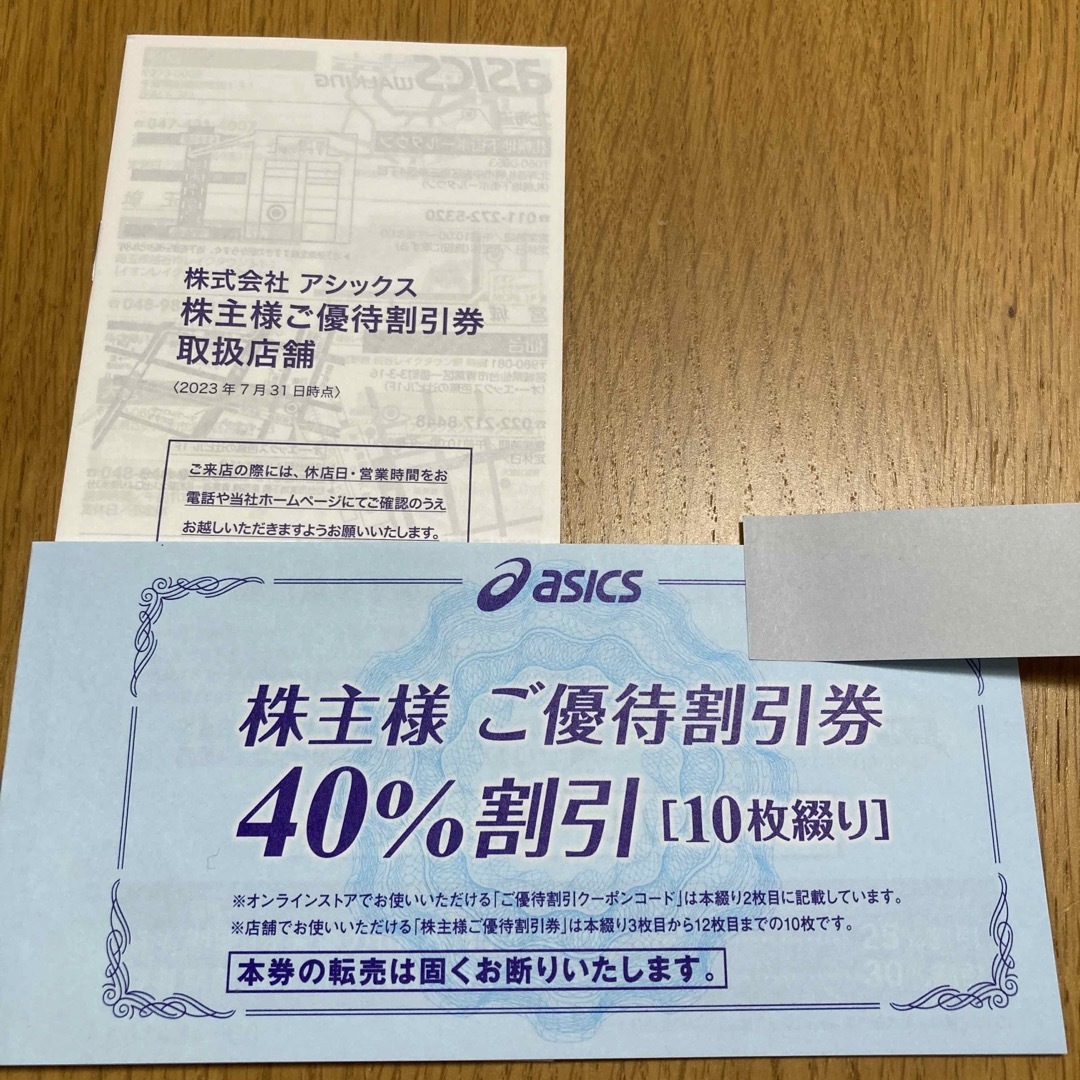 株式会社 アシックス
株主様ご優待割引券
取扱店舗
〈2023年7月31日時点〉
ご来店の際には、休店日・営業時間をお
電話や当社ホームページにてご確認のうえ
お越しいただきますようお願いいたします。
asics
株主様 ご優待割引券
40%割引 [10枚綴り]
※オンラインストアでお使いいただける「ご優待割引クーポンコード」は本綴り2枚目に記載しています。
※店舗でお使いいただける「株主様ご優待割引券」は本綴り3枚目から12枚目までの10枚です。
本券の転売は固くお断りいたします。